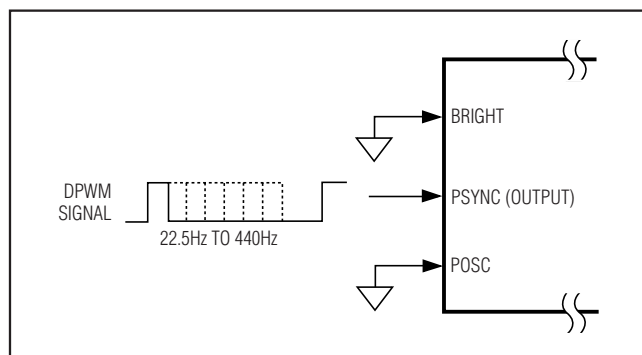 BRIGHT
DPWM
SIGNAL
PSYNC (OUTPUT)
22.5Hz TO 440Hz
POSC